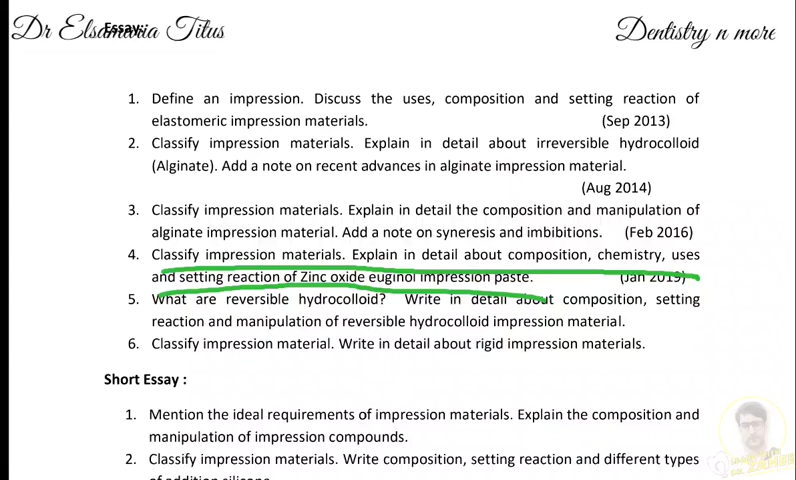 Dr Elsamaria Titus
Essay:
Dentistry n more
1. Define an impression. Discuss the uses, composition and setting reaction of
elastomeric impression materials. (Sep 2013)
2. Classify impression materials. Explain in detail about irreversible hydrocolloid
(Alginate). Add a note on recent advances in alginate impression material.
(Aug 2014)
3. Classify impression materials. Explain in detail the composition and manipulation of
alginate impression material. Add a note on syneresis and imbibitions. (Feb 2016)
4. Classify impression materials. Explain in detail about composition, chemistry, uses
and setting reaction of Zinc oxide euginol impression paste. (Jan 2019)
5. What are reversible hydrocolloid? Write in detail about composition, setting
reaction and manipulation of reversible hydrocolloid impression material.
6. Classify impression material. Write in detail about rigid impression materials.
Short Essay :
1. Mention the ideal requirements of impression materials. Explain the composition and
manipulation of impression compounds.
2. Classify impression materials. Write composition, setting reaction and different types
of addition silicone.